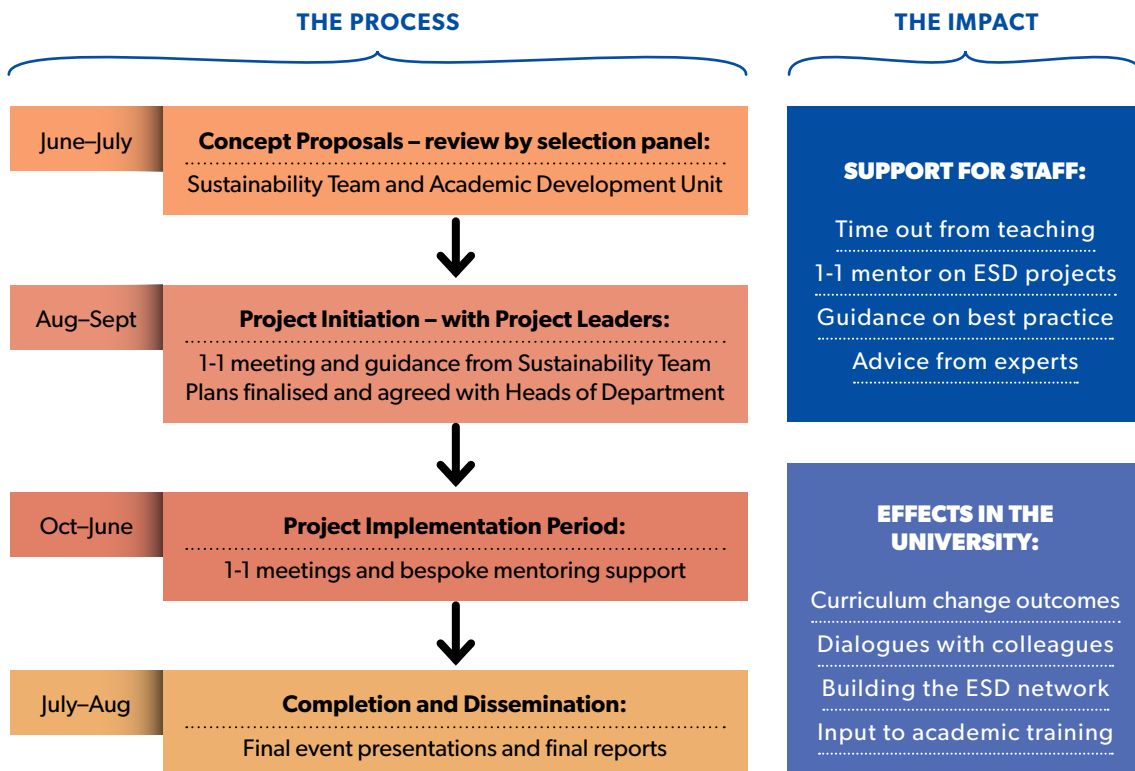 THE PROCESS
June–July
Concept Proposals – review by selection panel:
Sustainability Team and Academic Development Unit
Aug–Sept
Project Initiation – with Project Leaders:
1-1 meeting and guidance from Sustainability Team
Plans finalised and agreed with Heads of Department
Oct–June
Project Implementation Period:
1-1 meetings and bespoke mentoring support
July–Aug
Completion and Dissemination:
Final event presentations and final reports
THE IMPACT
SUPPORT FOR STAFF:
Time out from teaching
1-1 mentor on ESD projects
Guidance on best practice
Advice from experts
EFFECTS IN THE
UNIVERSITY:
Curriculum change outcomes
Dialogues with colleagues
Building the ESD network
Input to academic training